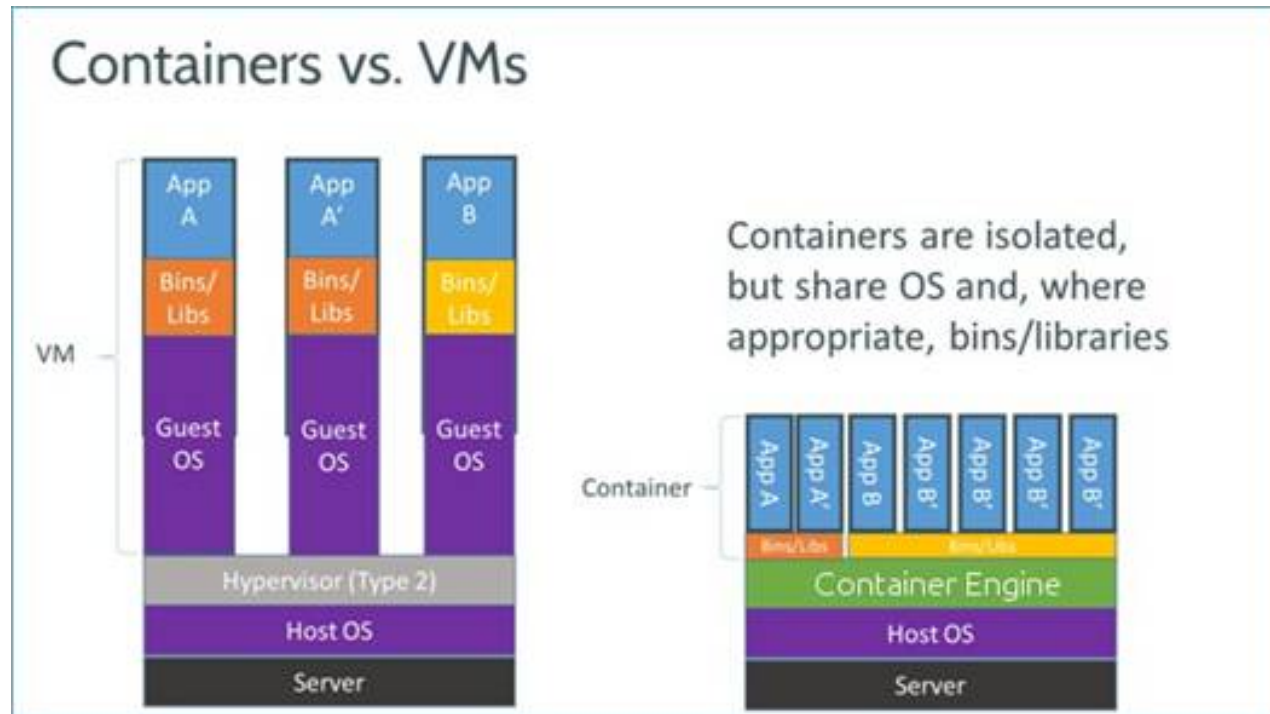 Containers vs. VMs
App
A
App
A'
App
B
Bins/
Libs
Bins/
Libs
Bins/
Libs
VM
Guest
OS
Guest
OS
Guest
OS
Hypervisor (Type 2)
Host OS
Server
Containers are isolated,
but share OS and, where
appropriate, bins/libraries
Container
App A
App A'
App B
App B'
App B'
App B'
App B'
Bins/Libs
Bins/Libs
Container Engine
Host OS
Server